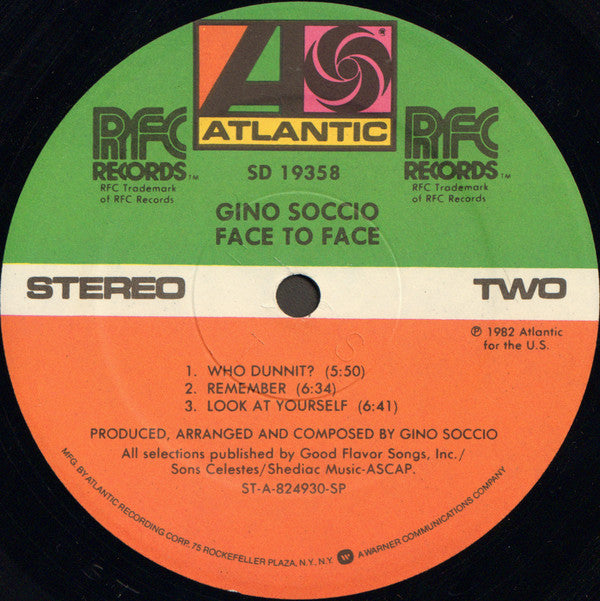 ATLANTIC
RFC
RECORDS™
RFC Trademark
of RFC Records
RFC
RECORDS™
RFC Trademark
of RFC Records
SD 19358
GINO SOCCIO
FACE TO FACE
STEREO
TWO
℗ 1982 Atlantic
for the U.S.
1. WHO DUNNIT? (5:50)
2. REMEMBER (6:34)
3. LOOK AT YOURSELF (6:41)
PRODUCED, ARRANGED AND COMPOSED BY GINO SOCCIO
All selections published by Good Flavor Songs, Inc./
Sons Celestes/Shediac Music-ASCAP.
ST-A-824930-SP
MFG. BY ATLANTIC RECORDING CORP. 75 ROCKEFELLER PLAZA, N.Y., N.Y. A WARNER COMMUNICATIONS COMPANY